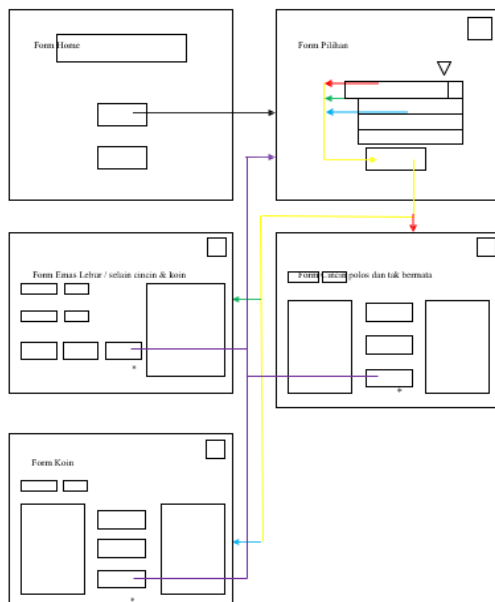 Form Home
Form Pilihan
Form Emas Lebur / selain cincin & koin
*
Form Cincin polos dan tak bermata
*
Form Koin
*